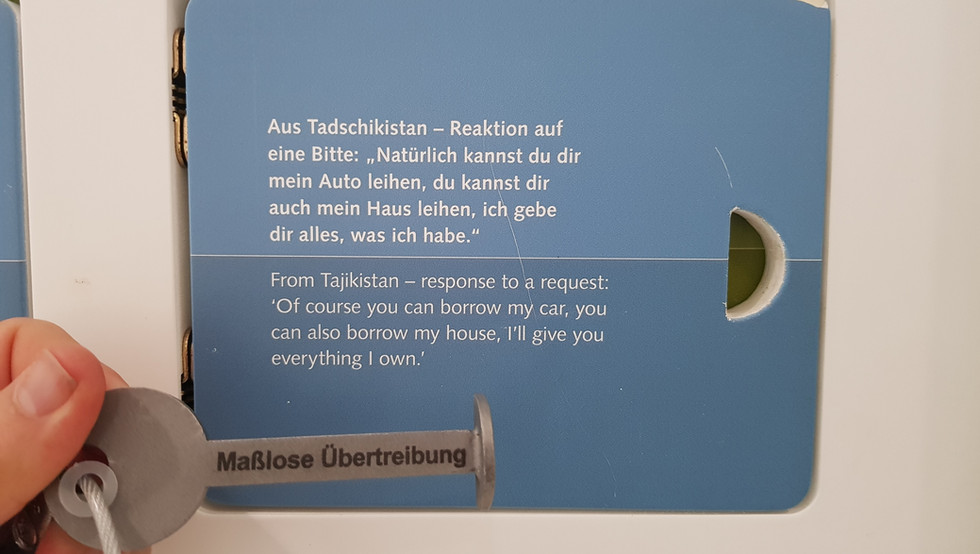 Aus Tadschikistan – Reaktion auf
eine Bitte: „Natürlich kannst du dir
mein Auto leihen, du kannst dir
auch mein Haus leihen, ich gebe
dir alles, was ich habe.“
From Tajikistan – response to a request:
‘Of course you can borrow my car, you
can also borrow my house, I’ll give you
everything I own.’
Maßlose Übertreibung